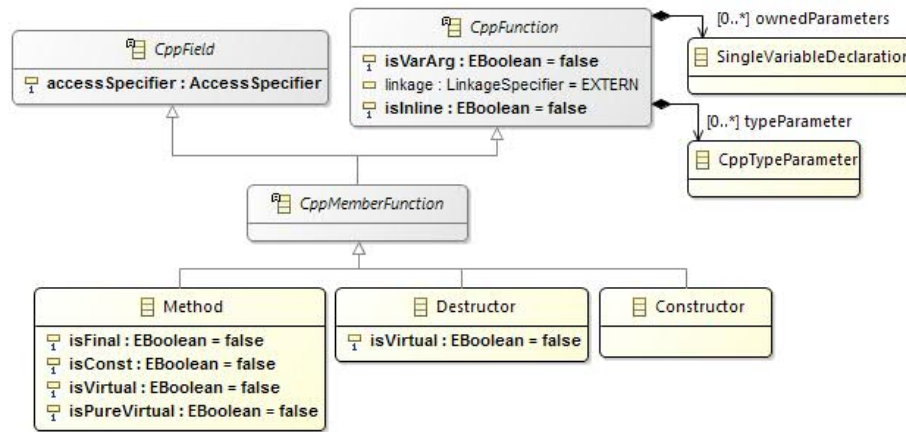 CppField
accessSpecifier : AccessSpecifier
CppFunction
isVarArg : EBoolean = false
linkage : LinkageSpecifier = EXTERN
isInline : EBoolean = false
[0..*] ownedParameters
SingleVariableDeclaration
[0..*] typeParameter
CppTypeParameter
CppMemberFunction
Method
isFinal : EBoolean = false
isConst : EBoolean = false
isVirtual : EBoolean = false
isPureVirtual : EBoolean = false
Destructor
isVirtual : EBoolean = false
Constructor